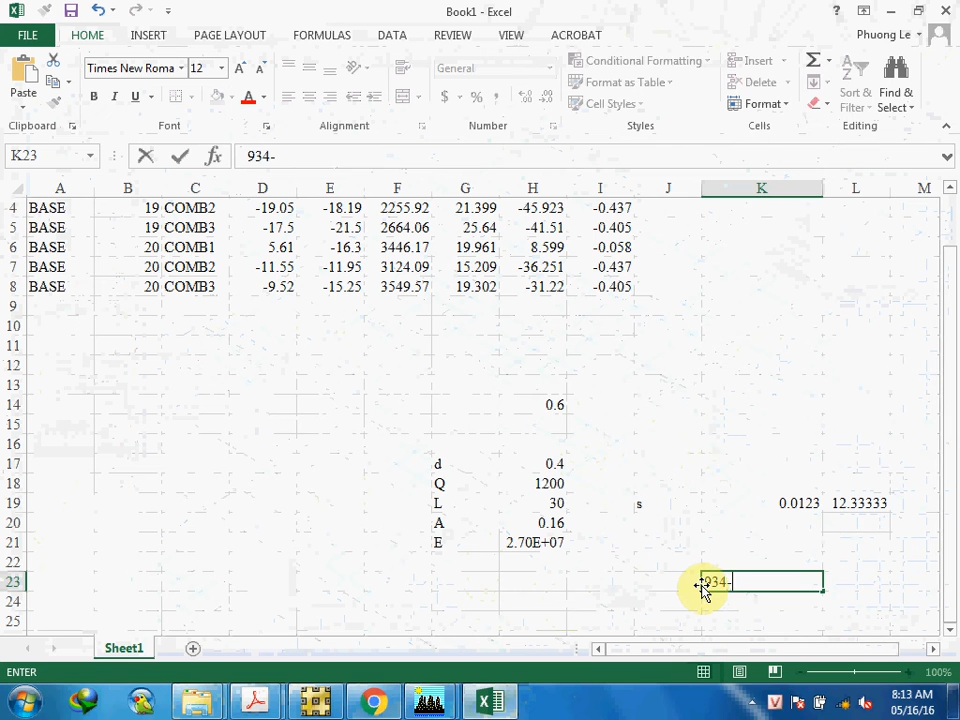 Book1 - Excel
FILE HOME INSERT PAGE LAYOUT FORMULAS DATA REVIEW VIEW ACROBAT Phuong Le
Paste Times New Roma 12 General Conditional Formatting Insert
B I U A $ % , Format as Table Delete Sort & Find &
Cell Styles Format Filter Select
Clipboard Font Alignment Number Styles Cells Editing
K23 fx 934-
A B C D E F G H I J K L M
4 BASE 19 COMB2 -19.05 -18.19 2255.92 21.399 -45.923 -0.437
5 BASE 19 COMB3 -17.5 -21.5 2664.06 25.64 -41.51 -0.405
6 BASE 20 COMB1 5.61 -16.3 3446.17 19.961 8.599 -0.058
7 BASE 20 COMB2 -11.55 -11.95 3124.09 15.209 -36.251 -0.437
8 BASE 20 COMB3 -9.52 -15.25 3549.57 19.302 -31.22 -0.405
9
10
11
12
13
14 0.6
15
16
17 d 0.4
18 Q 1200
19 L 30 s 0.0123 12.33333
20 A 0.16
21 E 2.70E+07
22
23 934-
24
25
Sheet1
ENTER 100%
8:13 AM
05/16/16